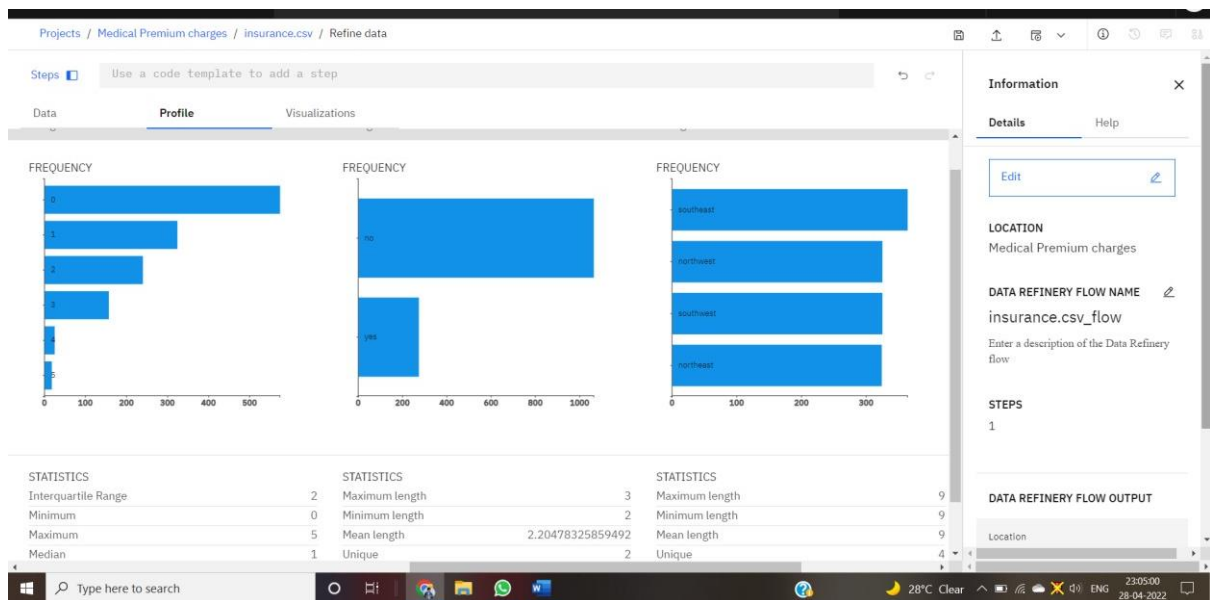 Projects / Medical Premium charges / insurance.csv / Refine data
Steps
Use a code template to add a step
Data Profile Visualizations
FREQUENCY
0
1
2
3
4
5
0 100 200 300 400 500
FREQUENCY
no
yes
0 200 400 600 800 1000
FREQUENCY
southeast
northwest
southwest
northeast
0 100 200 300
STATISTICS
Interquartile Range 2
Minimum 0
Maximum 5
Median 1
STATISTICS
Maximum length 3
Minimum length 2
Mean length 2.20478325859492
Unique 2
STATISTICS
Maximum length 9
Minimum length 9
Mean length 9
Unique 4
Information
Details Help
Edit
LOCATION
Medical Premium charges
DATA REFINERY FLOW NAME
insurance.csv_flow
Enter a description of the Data Refinery
flow
STEPS
1
DATA REFINERY FLOW OUTPUT
Location
Type here to search
28°C Clear
ENG
23:05:00
28-04-2022